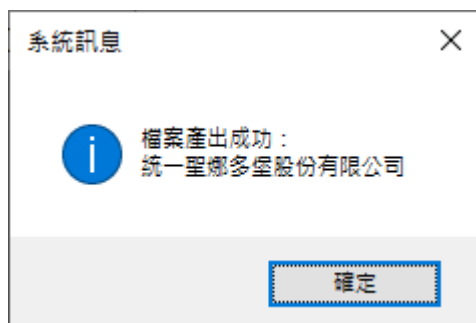 系統訊息
檔案產出成功：
統一聖娜多堡股份有限公司
確定